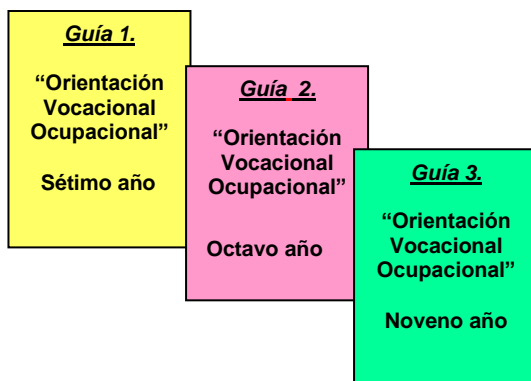 Guía 1.
“Orientación
Vocacional
Ocupacional”
Sétimo año
Guía 2.
“Orientación
Vocacional
Ocupacional”
Octavo año
Guía 3.
“Orientación
Vocacional
Ocupacional”
Noveno año